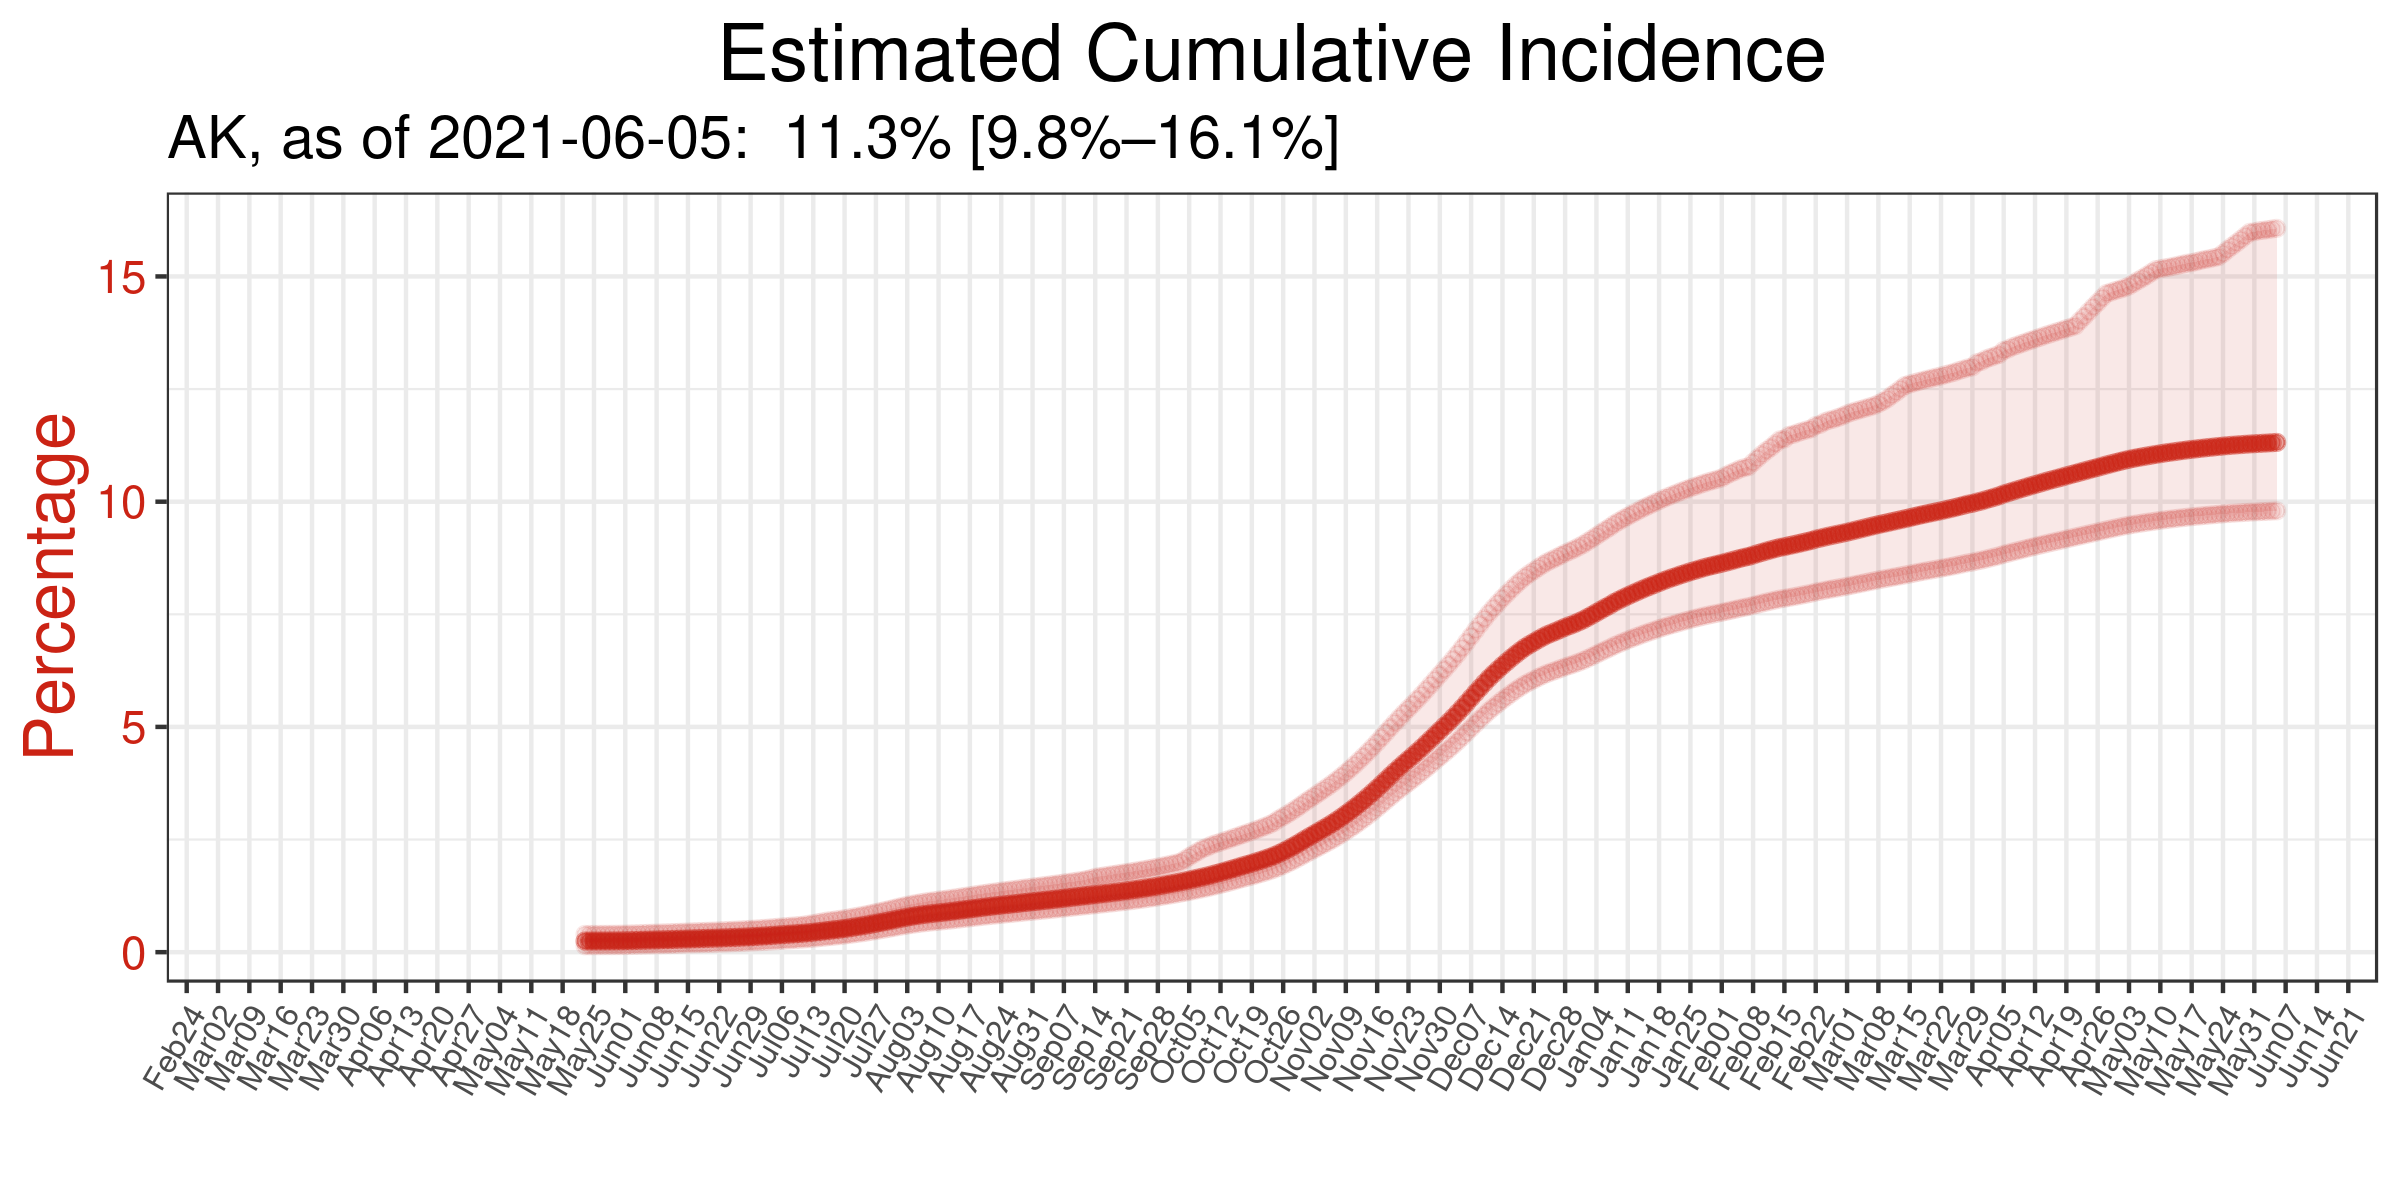 Estimated Cumulative Incidence
AK, as of 2021-06-05:  11.3% [9.8%–16.1%]
Percentage
15
10
5
0
Feb24
Mar02
Mar09
Mar16
Mar23
Mar30
Apr06
Apr13
Apr20
Apr27
May04
May11
May18
May25
Jun01
Jun08
Jun15
Jun22
Jun29
Jul06
Jul13
Jul20
Jul27
Aug03
Aug10
Aug17
Aug24
Aug31
Sep07
Sep14
Sep21
Sep28
Oct05
Oct12
Oct19
Oct26
Nov02
Nov09
Nov16
Nov23
Nov30
Dec07
Dec14
Dec21
Dec28
Jan04
Jan11
Jan18
Jan25
Feb01
Feb08
Feb15
Feb22
Mar01
Mar08
Mar15
Mar22
Mar29
Apr05
Apr12
Apr19
Apr26
May03
May10
May17
May24
May31
Jun07
Jun14
Jun21